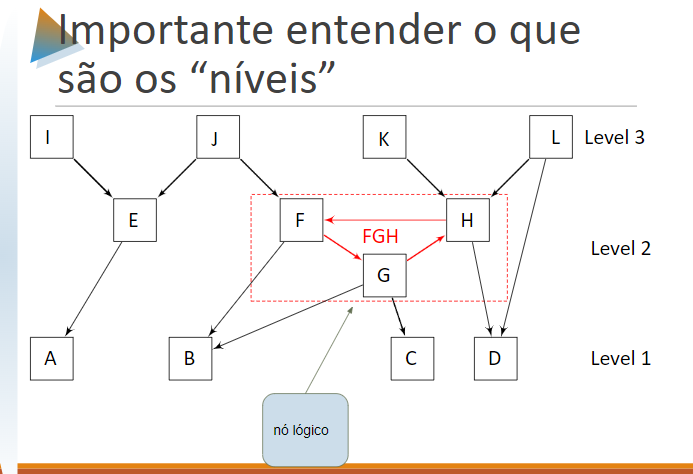 Importante entender o que
são os “níveis”
I
J
K
L
Level 3
E
F
H
FGH
G
Level 2
A
B
C
D
Level 1
nó lógico